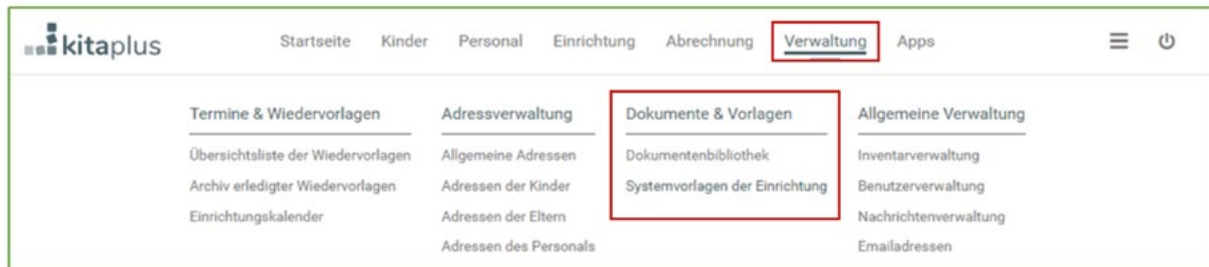 kitaplus
Startseite Kinder Personal Einrichtung Abrechnung Verwaltung Apps
Termine & Wiedervorlagen
Übersichtsliste der Wiedervorlagen
Archiv erledigter Wiedervorlagen
Einrichtungskalender
Adressverwaltung
Allgemeine Adressen
Adressen der Kinder
Adressen der Eltern
Adressen des Personals
Dokumente & Vorlagen
Dokumentenbibliothek
Systemvorlagen der Einrichtung
Allgemeine Verwaltung
Inventarverwaltung
Benutzerverwaltung
Nachrichtenverwaltung
Emailadressen